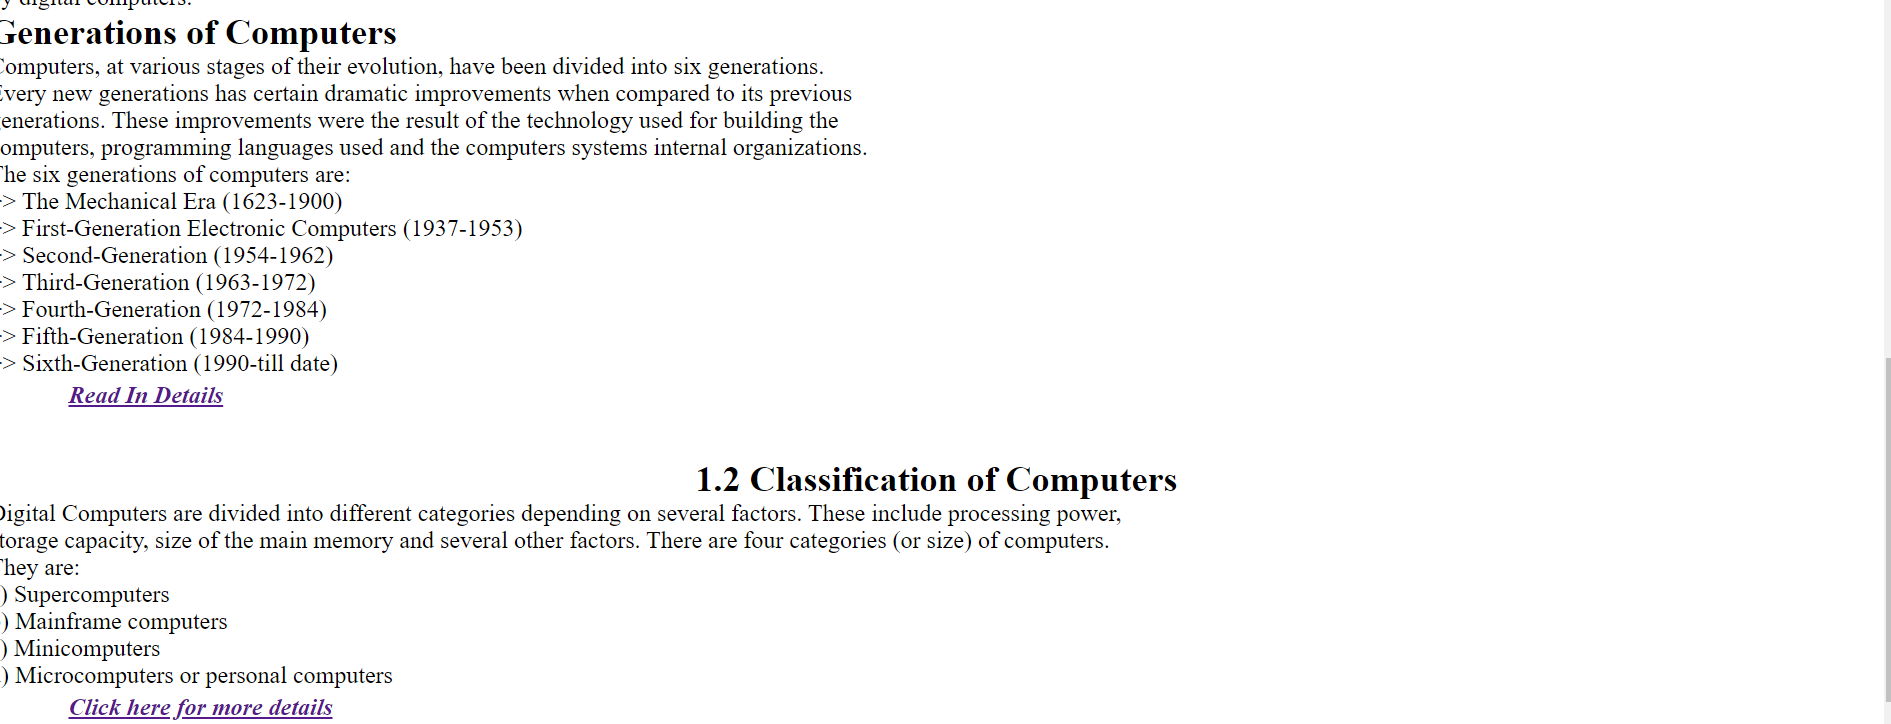 y digital computers.
Generations of Computers
Computers, at various stages of their evolution, have been divided into six generations.
Every new generations has certain dramatic improvements when compared to its previous
generations. These improvements were the result of the technology used for building the
computers, programming languages used and the computers systems internal organizations.
The six generations of computers are:
-> The Mechanical Era (1623-1900)
-> First-Generation Electronic Computers (1937-1953)
-> Second-Generation (1954-1962)
-> Third-Generation (1963-1972)
-> Fourth-Generation (1972-1984)
-> Fifth-Generation (1984-1990)
-> Sixth-Generation (1990-till date)
Read In Details
1.2 Classification of Computers
Digital Computers are divided into different categories depending on several factors. These include processing power,
storage capacity, size of the main memory and several other factors. There are four categories (or size) of computers.
They are:
) Supercomputers
) Mainframe computers
) Minicomputers
) Microcomputers or personal computers
Click here for more details